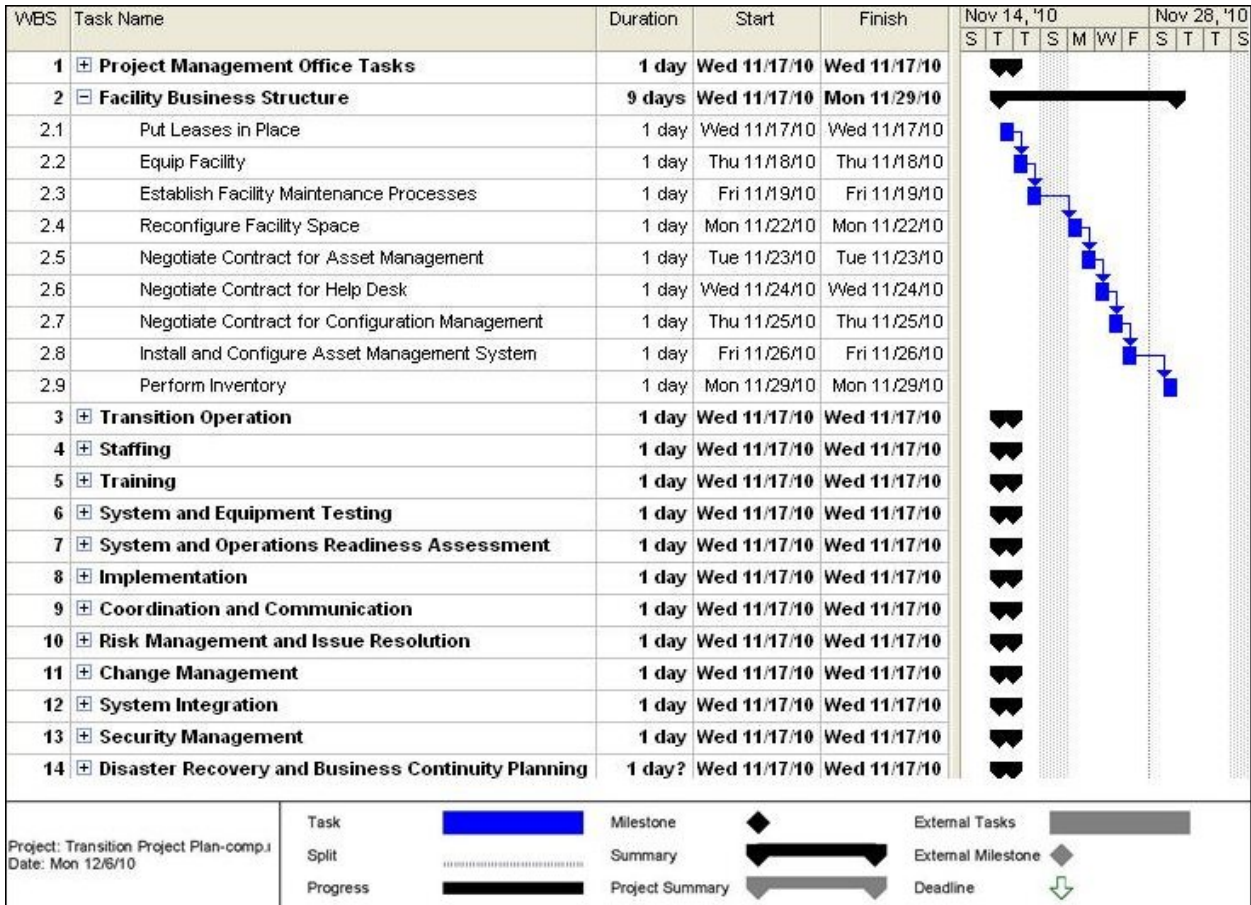 WBS Task Name Duration Start Finish Nov 14, '10 Nov 28, '10
S T T S M W F S T T S
1 Project Management Office Tasks 1 day Wed 11/17/10 Wed 11/17/10
2 Facility Business Structure 9 days Wed 11/17/10 Mon 11/29/10
2.1 Put Leases in Place 1 day Wed 11/17/10 Wed 11/17/10
2.2 Equip Facility 1 day Thu 11/18/10 Thu 11/18/10
2.3 Establish Facility Maintenance Processes 1 day Fri 11/19/10 Fri 11/19/10
2.4 Reconfigure Facility Space 1 day Mon 11/22/10 Mon 11/22/10
2.5 Negotiate Contract for Asset Management 1 day Tue 11/23/10 Tue 11/23/10
2.6 Negotiate Contract for Help Desk 1 day Wed 11/24/10 Wed 11/24/10
2.7 Negotiate Contract for Configuration Management 1 day Thu 11/25/10 Thu 11/25/10
2.8 Install and Configure Asset Management System 1 day Fri 11/26/10 Fri 11/26/10
2.9 Perform Inventory 1 day Mon 11/29/10 Mon 11/29/10
3 Transition Operation 1 day Wed 11/17/10 Wed 11/17/10
4 Staffing 1 day Wed 11/17/10 Wed 11/17/10
5 Training 1 day Wed 11/17/10 Wed 11/17/10
6 System and Equipment Testing 1 day Wed 11/17/10 Wed 11/17/10
7 System and Operations Readiness Assessment 1 day Wed 11/17/10 Wed 11/17/10
8 Implementation 1 day Wed 11/17/10 Wed 11/17/10
9 Coordination and Communication 1 day Wed 11/17/10 Wed 11/17/10
10 Risk Management and Issue Resolution 1 day Wed 11/17/10 Wed 11/17/10
11 Change Management 1 day Wed 11/17/10 Wed 11/17/10
12 System Integration 1 day Wed 11/17/10 Wed 11/17/10
13 Security Management 1 day Wed 11/17/10 Wed 11/17/10
14 Disaster Recovery and Business Continuity Planning 1 day? Wed 11/17/10 Wed 11/17/10
Project: Transition Project
Date: Mon 12/6/10
Task Milestone External Tasks
Split Summary External Milestone
Progress Project Summary Deadline